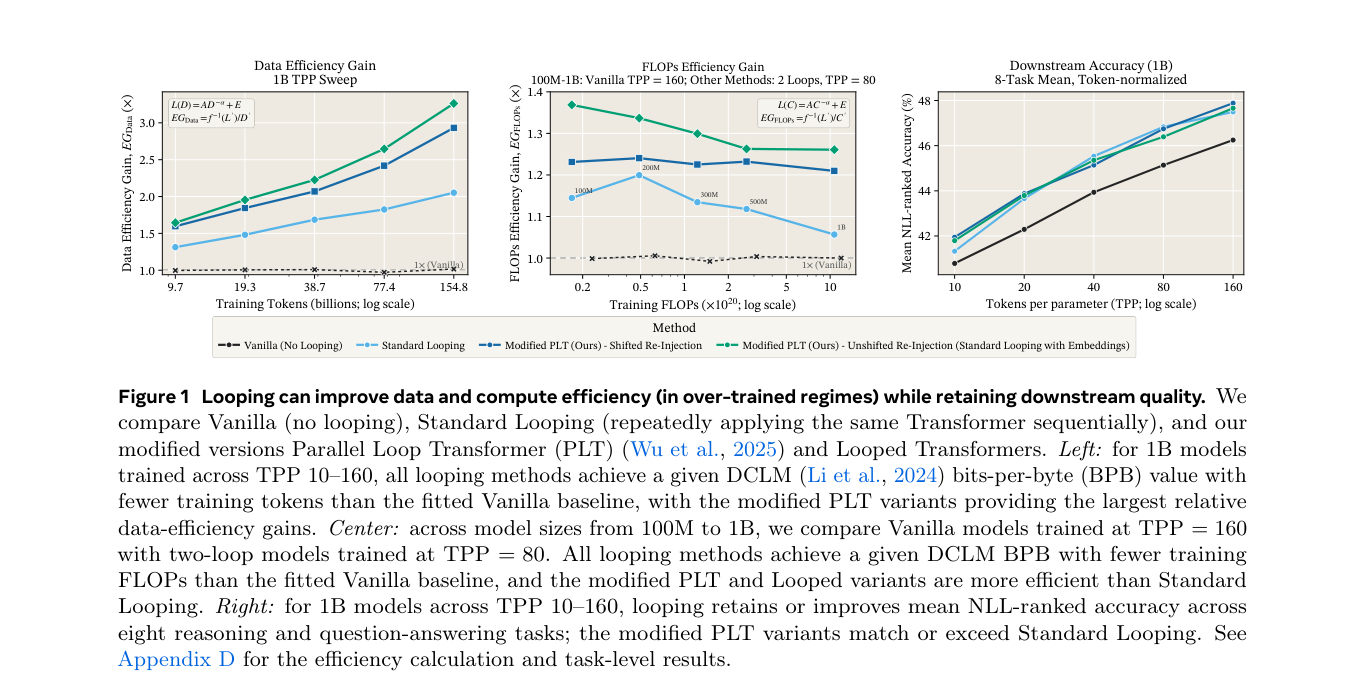 Data Efficiency Gain
1B TPP Sweep
L(D)=AD^{-α}+E
EG_{Data}=f^{-1}(L')/D'
1× (Vanilla)
Data Efficiency Gain, EG_{Data} (×)
3.0
2.5
2.0
1.5
1.0
9.7 19.3 38.7 77.4 154.8
Training Tokens (billions; log scale)
FLOPs Efficiency Gain
100M-1B: Vanilla TPP = 160; Other Methods: 2 Loops, TPP = 80
L(C)=AC^{-α}+E
EG_{FLOPs}=f^{-1}(L')/C'
100M
200M
300M
500M
1B
1× (Vanilla)
FLOPs Efficiency Gain, EG_{FLOPs} (×)
1.4
1.3
1.2
1.1
1.0
0.2 0.5 1 2 5 10
Training FLOPs (×10^{20}; log scale)
Downstream Accuracy (1B)
8-Task Mean, Token-normalized
Mean NLL-ranked Accuracy (%)
48
46
44
42
10 20 40 80 160
Tokens per parameter (TPP; log scale)
Method
Vanilla (No Looping) Standard Looping Modified PLT (Ours) - Shifted Re-Injection Modified PLT (Ours) - Unshifted Re-Injection (Standard Looping with Embeddings)
Figure 1 Looping can improve data and compute efficiency (in over-trained regimes) while retaining downstream quality. We
compare Vanilla (no looping), Standard Looping (repeatedly applying the same Transformer sequentially), and our
modified versions Parallel Loop Transformer (PLT) (Wu et al., 2025) and Looped Transformers. Left: for 1B models
trained across TPP 10–160, all looping methods achieve a given DCLM (Li et al., 2024) bits-per-byte (BPB) value with
fewer training tokens than the fitted Vanilla baseline, with the modified PLT variants providing the largest relative
data-efficiency gains. Center: across model sizes from 100M to 1B, we compare Vanilla models trained at TPP = 160
with two-loop models trained at TPP = 80. All looping methods achieve a given DCLM BPB with fewer training
FLOPs than the fitted Vanilla baseline, and the modified PLT and Looped variants are more efficient than Standard
Looping. Right: for 1B models across TPP 10–160, looping retains or improves mean NLL-ranked accuracy across
eight reasoning and question-answering tasks; the modified PLT variants match or exceed Standard Looping. See
Appendix D for the efficiency calculation and task-level results.